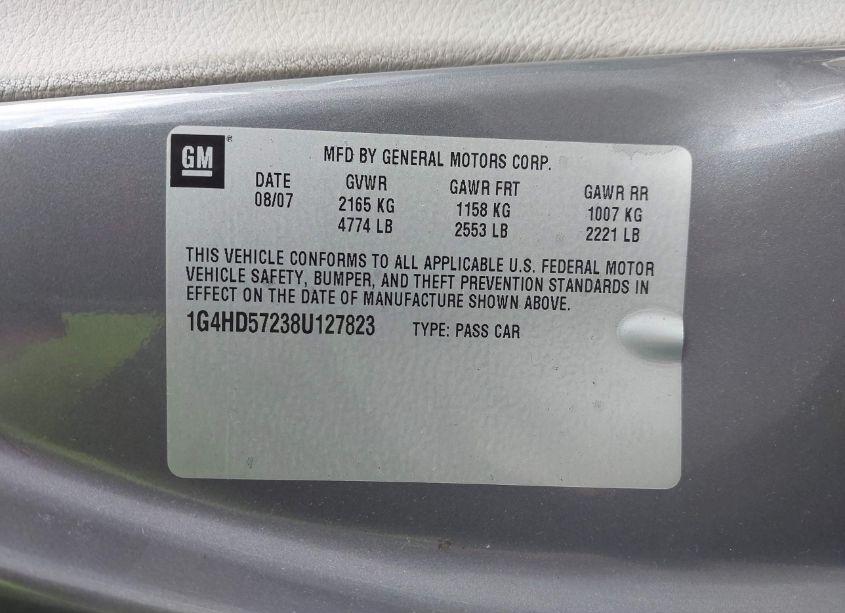 GM ®
MFD BY GENERAL MOTORS CORP.
DATE GVWR GAWR FRT GAWR RR
08/07 2165 KG 1158 KG 1007 KG
4774 LB 2553 LB 2221 LB
THIS VEHICLE CONFORMS TO ALL APPLICABLE U.S. FEDERAL MOTOR
VEHICLE SAFETY, BUMPER, AND THEFT PREVENTION STANDARDS IN
EFFECT ON THE DATE OF MANUFACTURE SHOWN ABOVE.
1G4HD57238U127823 TYPE: PASS CAR